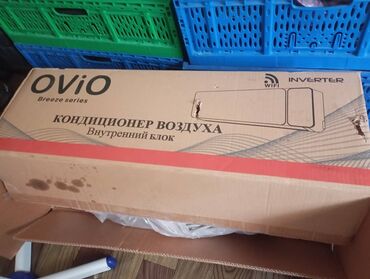 OViO
Breeze series
WIFI
INVERTER
КОНДИЦИОНЕР ВОЗДУХА
Внутренний блок